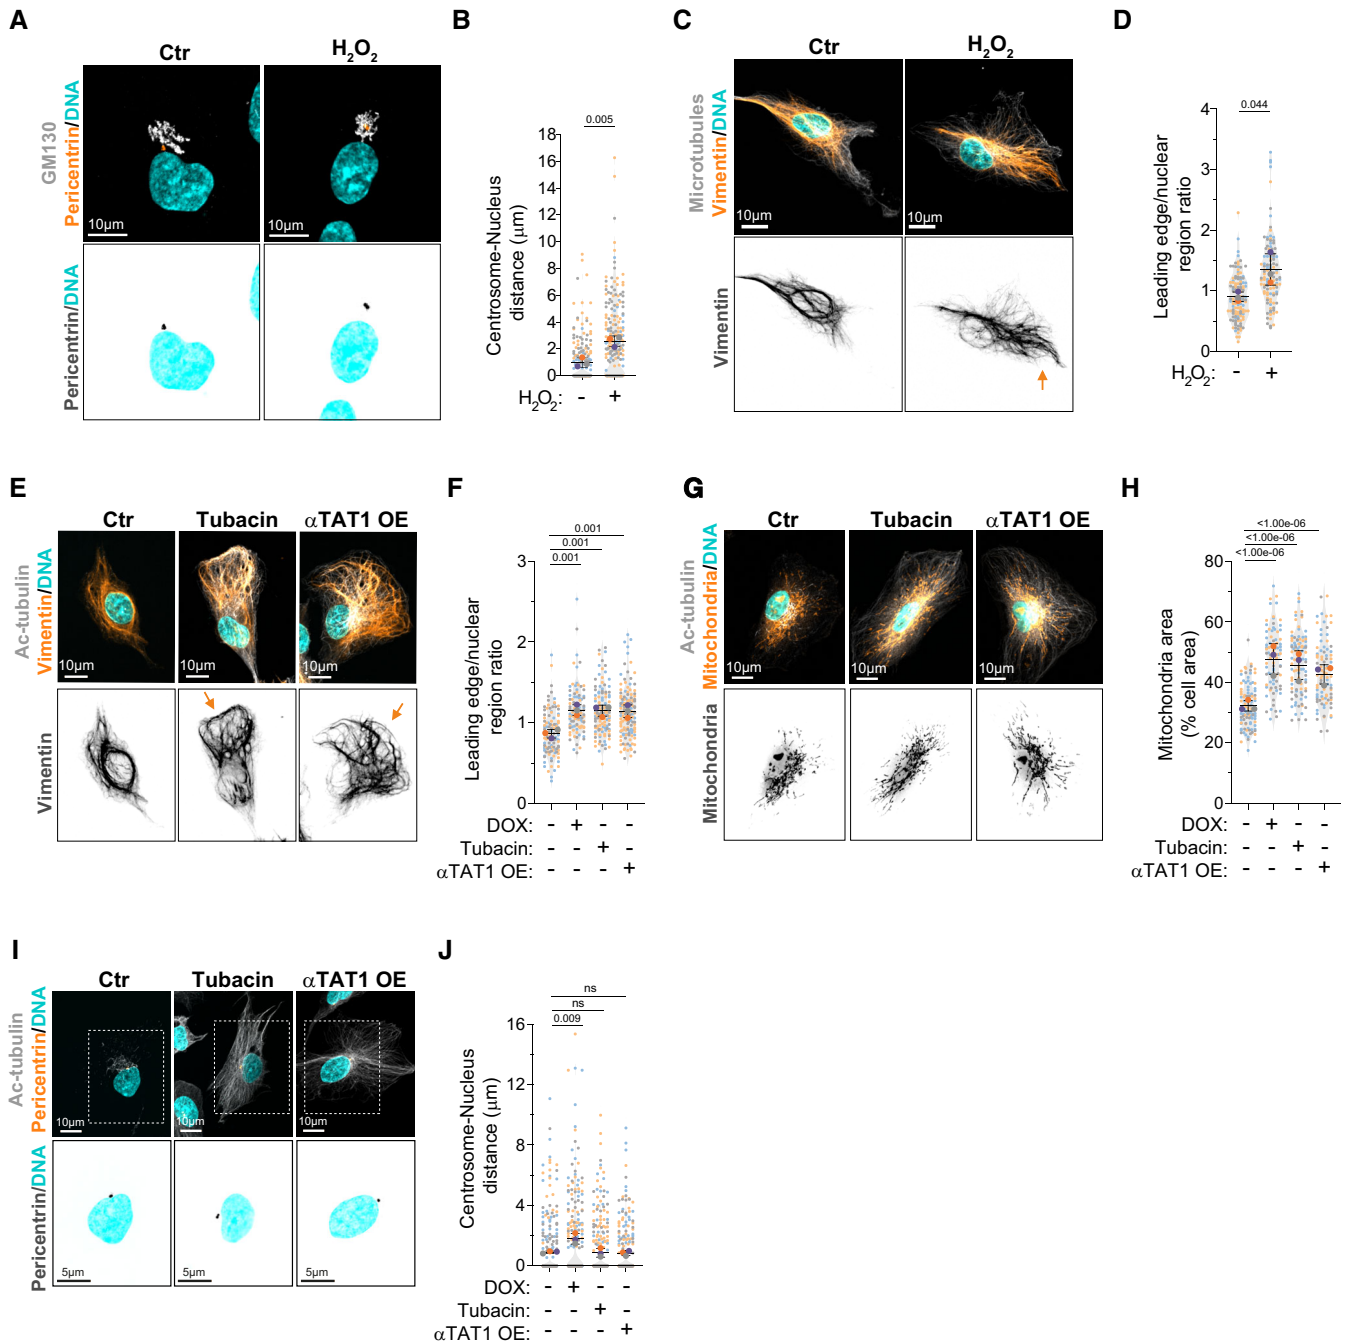 A
Ctr
H2O2
GM130
Pericentrin/DNA
10µm
10µm
Pericentrin/DNA
B
0.005
18
16
14
12
10
8
6
4
2
0
Centrosome-Nucleus
distance (µm)
H2O2: - +
C
Ctr
H2O2
Microtubules
Vimentin/DNA
10µm
10µm
Vimentin
D
0.044
4
3
2
1
0
Leading edge/nuclear
region ratio
H2O2: - +
E
Ctr
Tubacin
αTAT1 OE
Ac-tubulin
Vimentin/DNA
10µm
10µm
10µm
Vimentin
F
0.001
0.001
0.001
3
2
1
0
Leading edge/nuclear
region ratio
DOX: - + - -
Tubacin: - - + -
αTAT1 OE: - - - +
G
Ctr
Tubacin
αTAT1 OE
Ac-tubulin
Mitochondria/DNA
10µm
10µm
10µm
Mitochondria
H
<1.00e-06
<1.00e-06
<1.00e-06
80
60
40
20
0
Mitochondria area
(% cell area)
DOX: - + - -
Tubacin: - - + -
αTAT1 OE: - - - +
I
Ctr
Tubacin
αTAT1 OE
Ac-tubulin
Pericentrin/DNA
10µm
10µm
10µm
Pericentrin/DNA
5µm
5µm
5µm
J
ns
ns
0.009
16
12
8
4
0
Centrosome-Nucleus
distance (µm)
DOX: - + - -
Tubacin: - - + -
αTAT1 OE: - - - +